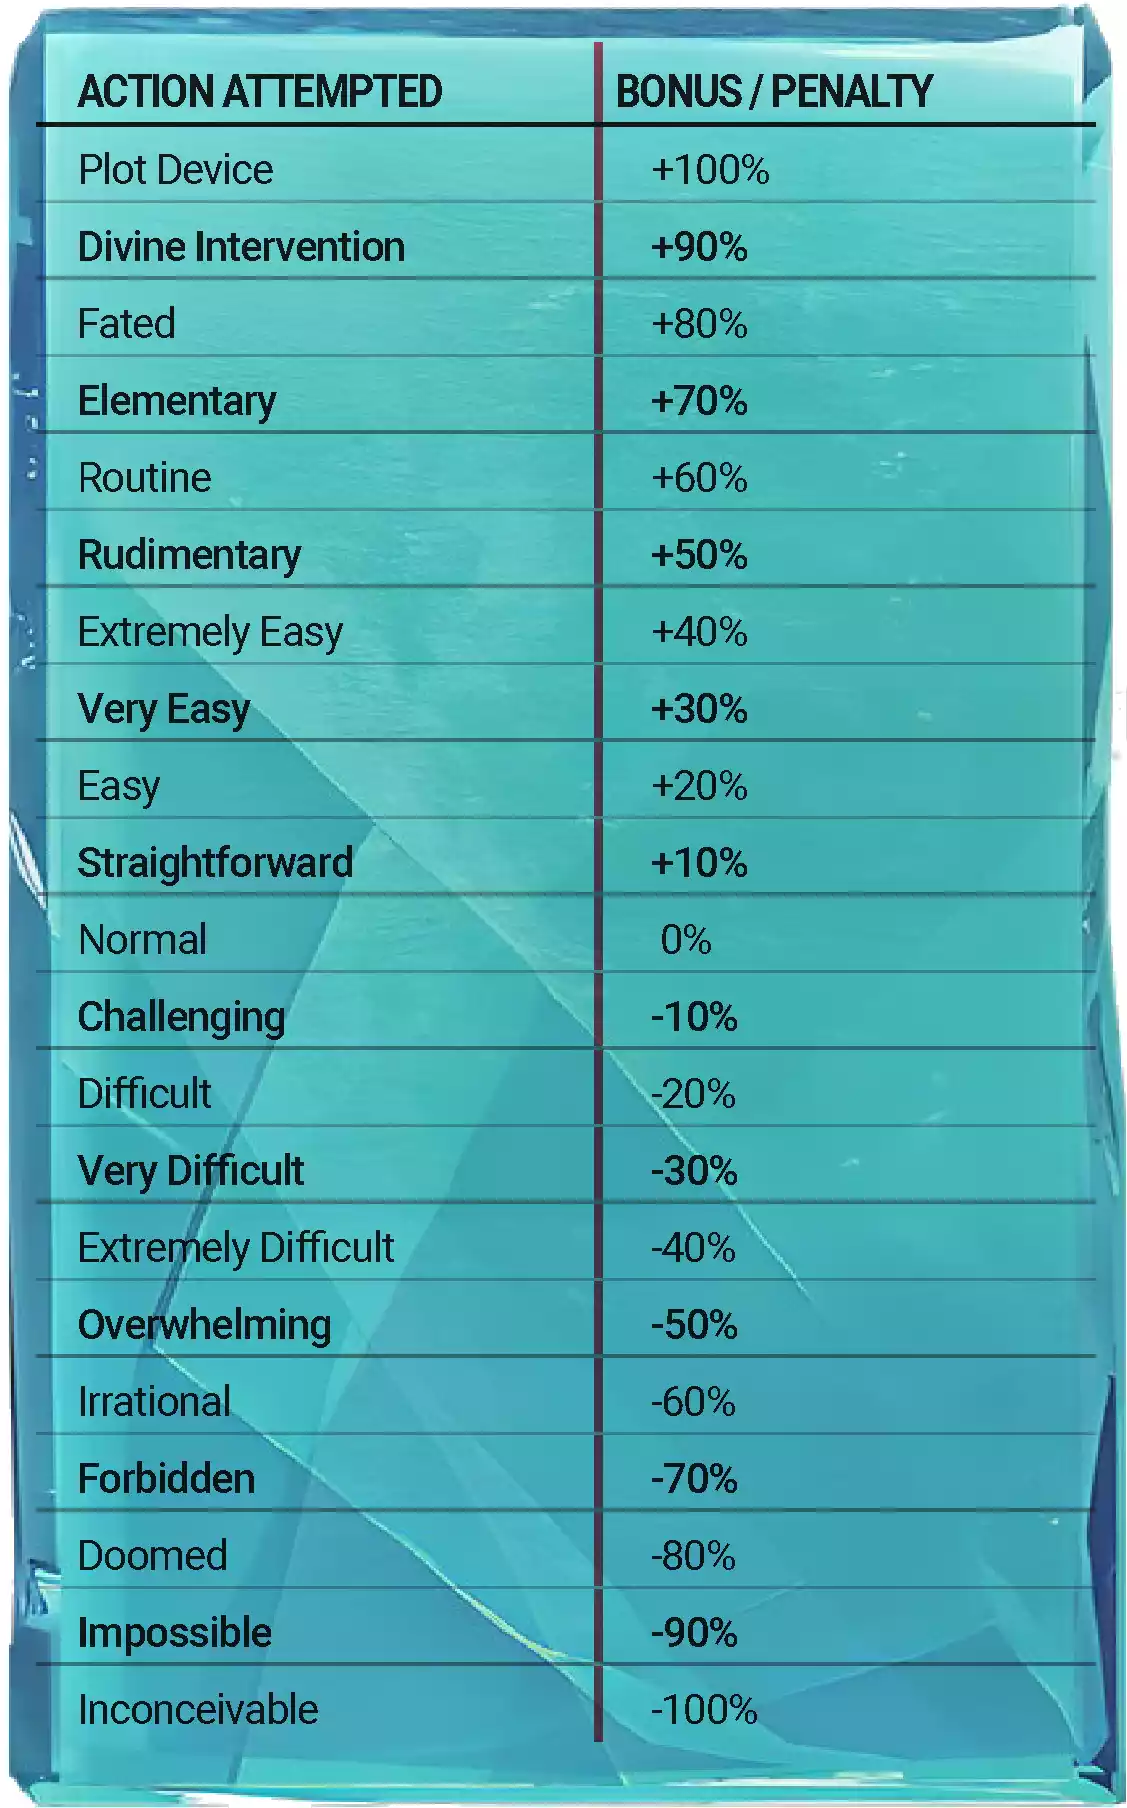 ACTION ATTEMPTED BONUS / PENALTY
Plot Device +100%
Divine Intervention +90%
Fated +80%
Elementary +70%
Routine +60%
Rudimentary +50%
Extremely Easy +40%
Very Easy +30%
Easy +20%
Straightforward +10%
Normal 0%
Challenging -10%
Difficult -20%
Very Difficult -30%
Extremely Difficult -40%
Overwhelming -50%
Irrational -60%
Forbidden -70%
Doomed -80%
Impossible -90%
Inconceivable -100%